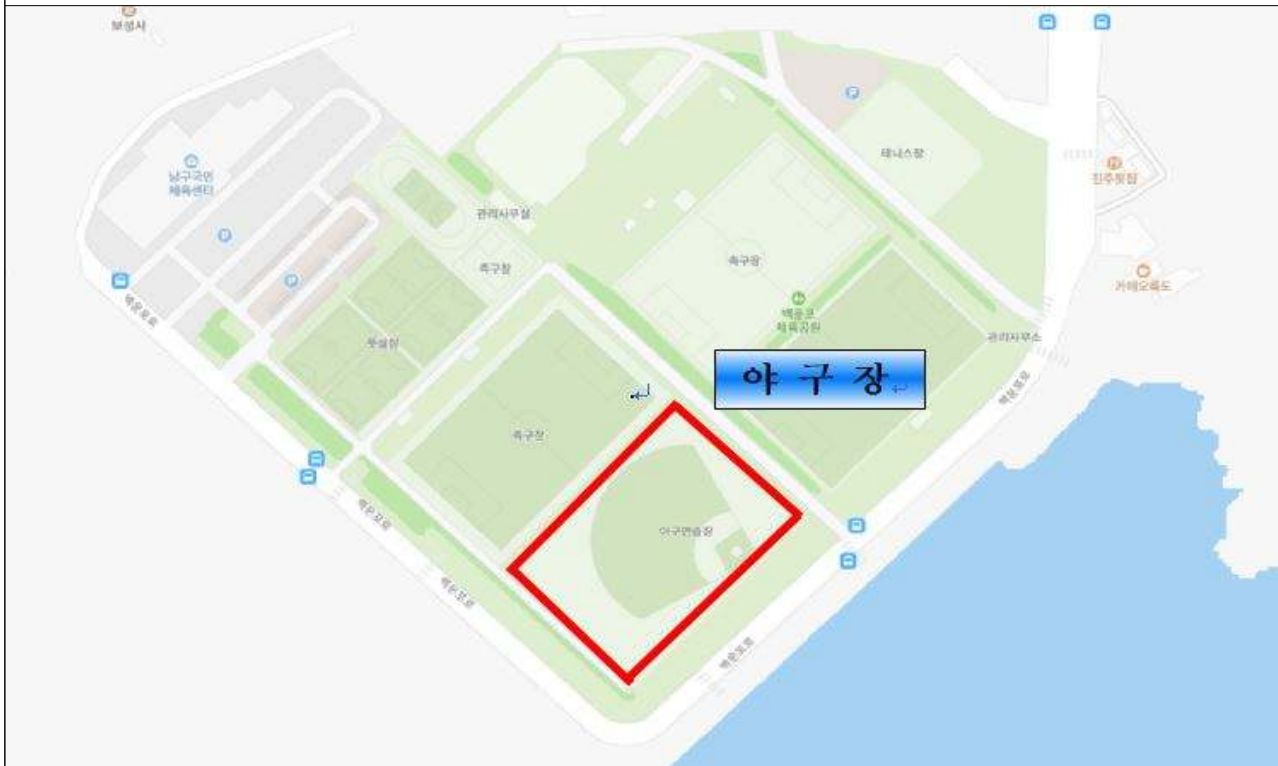 보성사
남구국민
체육센터
P
P
P
테니스장
진주횟집
관리사무실
족구장
축구장
카페오륙도
백운포
체육공원
백운포로
관리사무소
풋살장
야 구 장
백운포로
축구장
야구연습장
백운포로
백운포로
백운포로